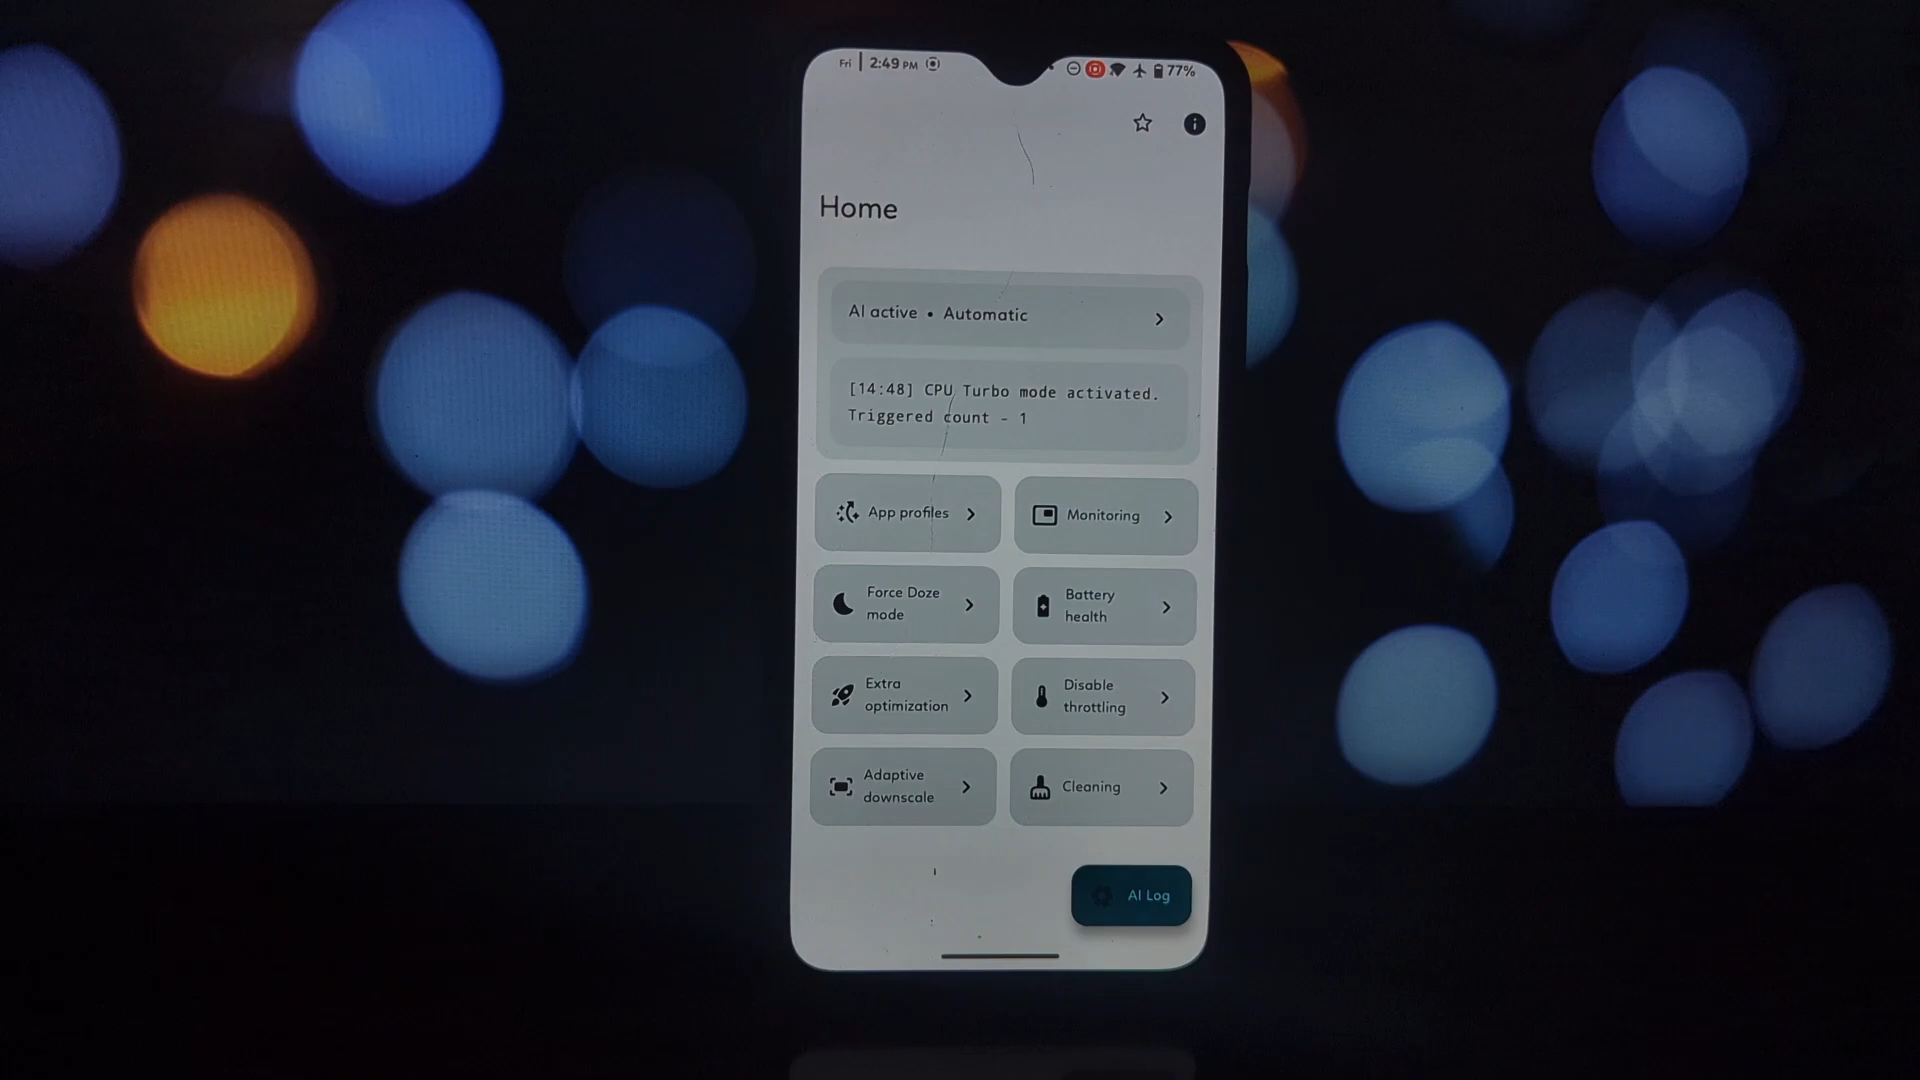 Fri 2:49 PM
77%
Home
AI active • Automatic
[14:48] CPU Turbo mode activated.
Triggered count - 1
App profiles
Monitoring
Force Doze
mode
Battery
health
Extra
optimization
Disable
throttling
Adaptive
downscale
Cleaning
AI Log